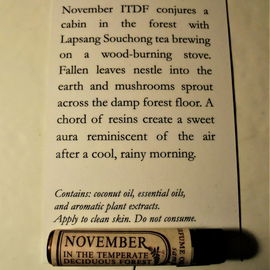 November ITDF conjures a
cabin in the forest with
Lapsang Souchong tea brewing
on a wood-burning stove.
Fallen leaves nestle into the
earth and mushrooms sprout
across the damp forest floor. A
chord of resins create a sweet
aura reminiscent of the air
after a cool, rainy morning.
Contains: coconut oil, essential oils,
and aromatic plant extracts.
Apply to clean skin. Do not consume.
NOVEMBER
IN THE TEMPERATE
DECIDUOUS FOREST